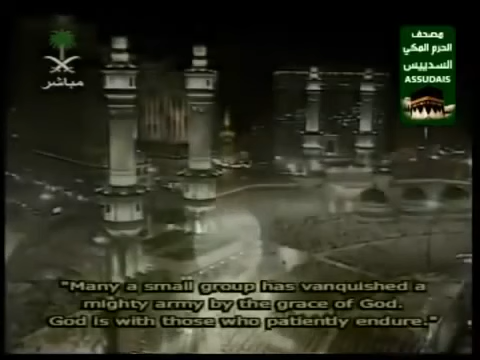 مباشر
مصحف
الحرم المكي
السديس
ASSUDAIS
"Many a small group has vanquished a
mighty army by the grace of God.
God is with those who patiently endure."